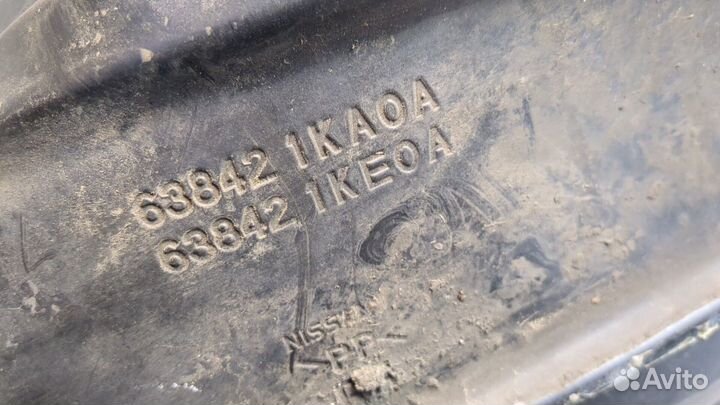 63842 1KA0A
63842 1KE0A
NISSAN
>PP<
Avito